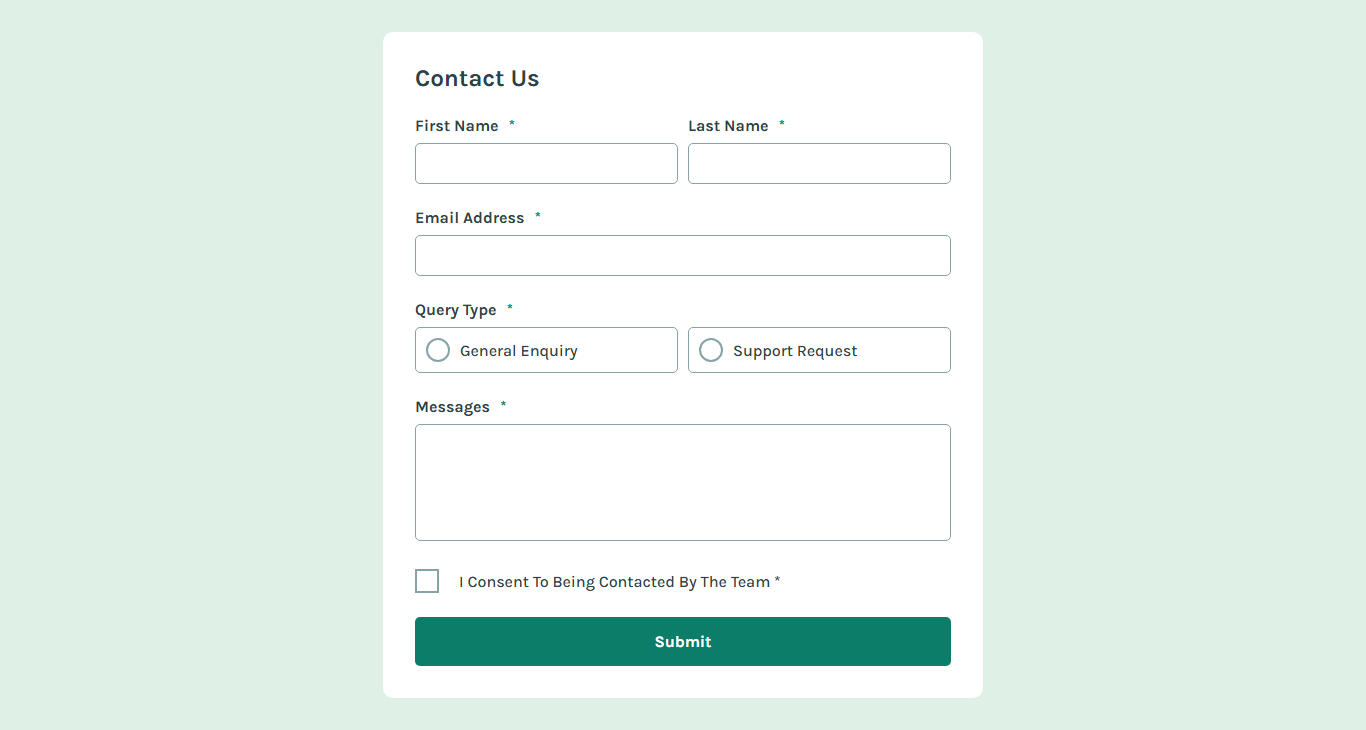 Contact Us
First Name * Last Name *
Email Address *
Query Type *
General Enquiry Support Request
Messages *
I Consent To Being Contacted By The Team *
Submit